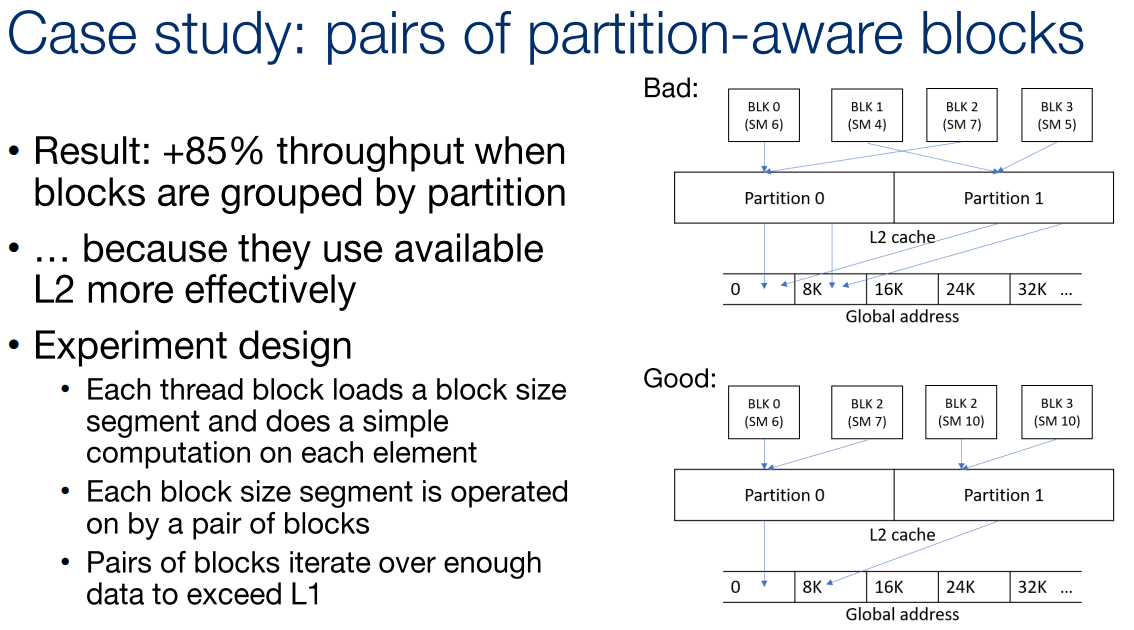 Case study: pairs of partition-aware blocks
• Result: +85% throughput when
blocks are grouped by partition
• … because they use available
L2 more effectively
• Experiment design
• Each thread block loads a block size
segment and does a simple
computation on each element
• Each block size segment is operated
on by a pair of blocks
• Pairs of blocks iterate over enough
data to exceed L1
Bad:
BLK 0
(SM 6)
BLK 1
(SM 4)
BLK 2
(SM 7)
BLK 3
(SM 5)
Partition 0
Partition 1
L2 cache
0 8K 16K 24K 32K …
Global address
Good:
BLK 0
(SM 6)
BLK 2
(SM 7)
BLK 2
(SM 10)
BLK 3
(SM 10)
Partition 0
Partition 1
L2 cache
0 8K 16K 24K 32K …
Global address